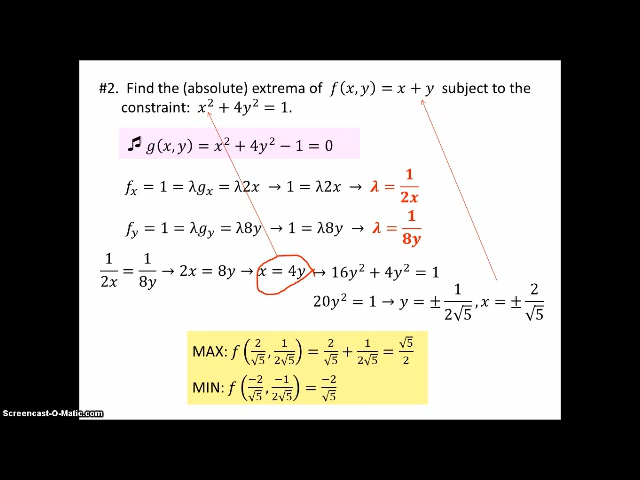 #2. Find the (absolute) extrema of f(x, y) = x + y subject to the
constraint: x² + 4y² = 1.
🎵 g(x, y) = x² + 4y² − 1 = 0
fₓ = 1 = λgₓ = λ2x → 1 = λ2x → λ = 1/2x
f_y = 1 = λg_y = λ8y → 1 = λ8y → λ = 1/8y
1/2x = 1/8y → 2x = 8y → x = 4y → 16y² + 4y² = 1
20y² = 1 → y = ± 1/2√5, x = ± 2/√5
MAX: f(2/√5, 1/2√5) = 2/√5 + 1/2√5 = √5/2
MIN: f(−2/√5, −1/2√5) = −2/√5
Screencast-O-Matic.com